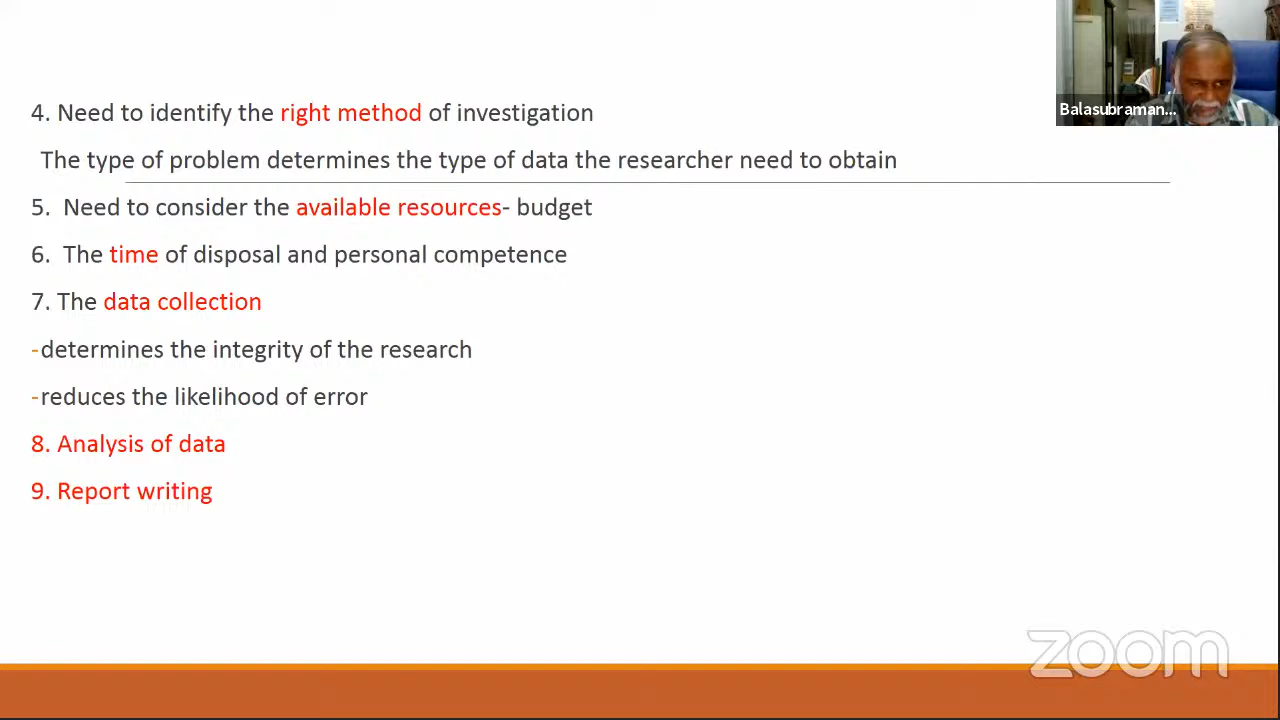 4. Need to identify the right method of investigation
The type of problem determines the type of data the researcher need to obtain
5. Need to consider the available resources- budget
6. The time of disposal and personal competence
7. The data collection
-determines the integrity of the research
-reduces the likelihood of error
8. Analysis of data
9. Report writing
Balasubraman...
zoom